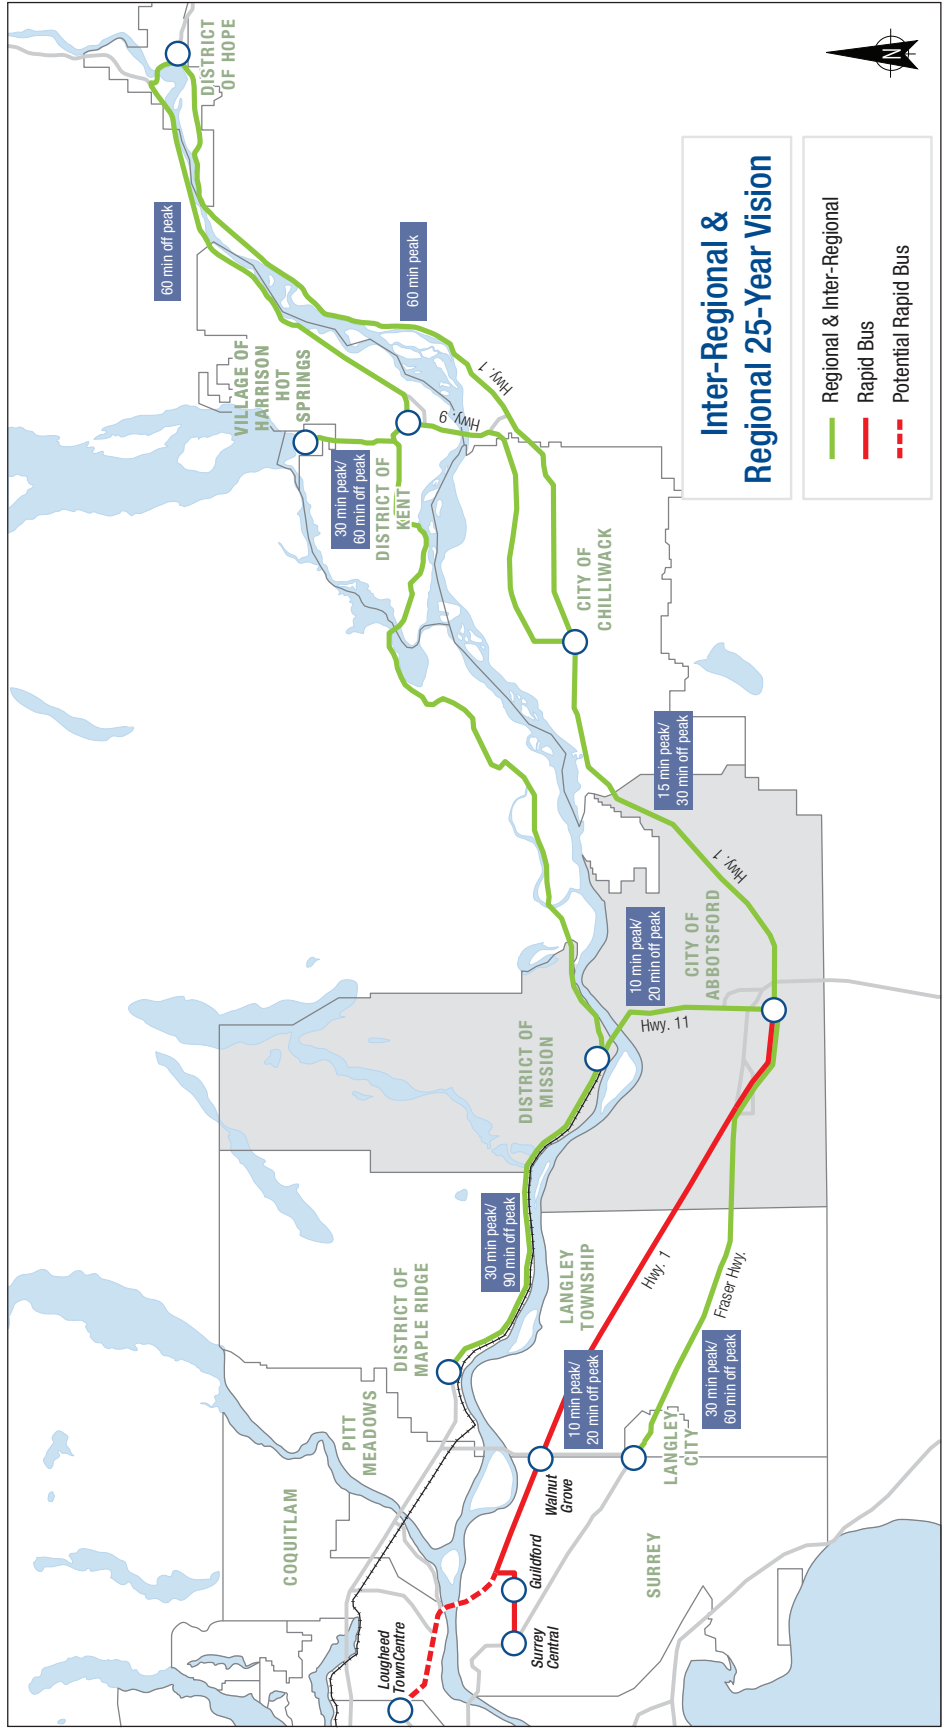 Inter-Regional &
Regional 25-Year Vision
Regional & Inter-Regional
Rapid Bus
Potential Rapid Bus
N
DISTRICT
OF HOPE
60 min off peak
60 min peak
VILLAGE OF
HARRISON
HOT
SPRINGS
30 min peak/
60 min off peak
DISTRICT OF
KENT
Hwy. 9
Hwy. 1
CITY OF
CHILLIWACK
15 min peak/
30 min off peak
Hwy. 1
10 min peak/
20 min off peak
CITY OF
ABBOTSFORD
Hwy. 11
DISTRICT OF
MISSION
30 min peak/
90 min off peak
DISTRICT OF
MAPLE RIDGE
LANGLEY
TOWNSHIP
Hwy. 1
Fraser Hwy.
10 min peak/
20 min off peak
30 min peak/
60 min off peak
PITT
MEADOWS
LANGLEY
CITY
Walnut
Grove
COQUITLAM
Guildford
SURREY
Surrey
Central
Lougheed
TownCentre